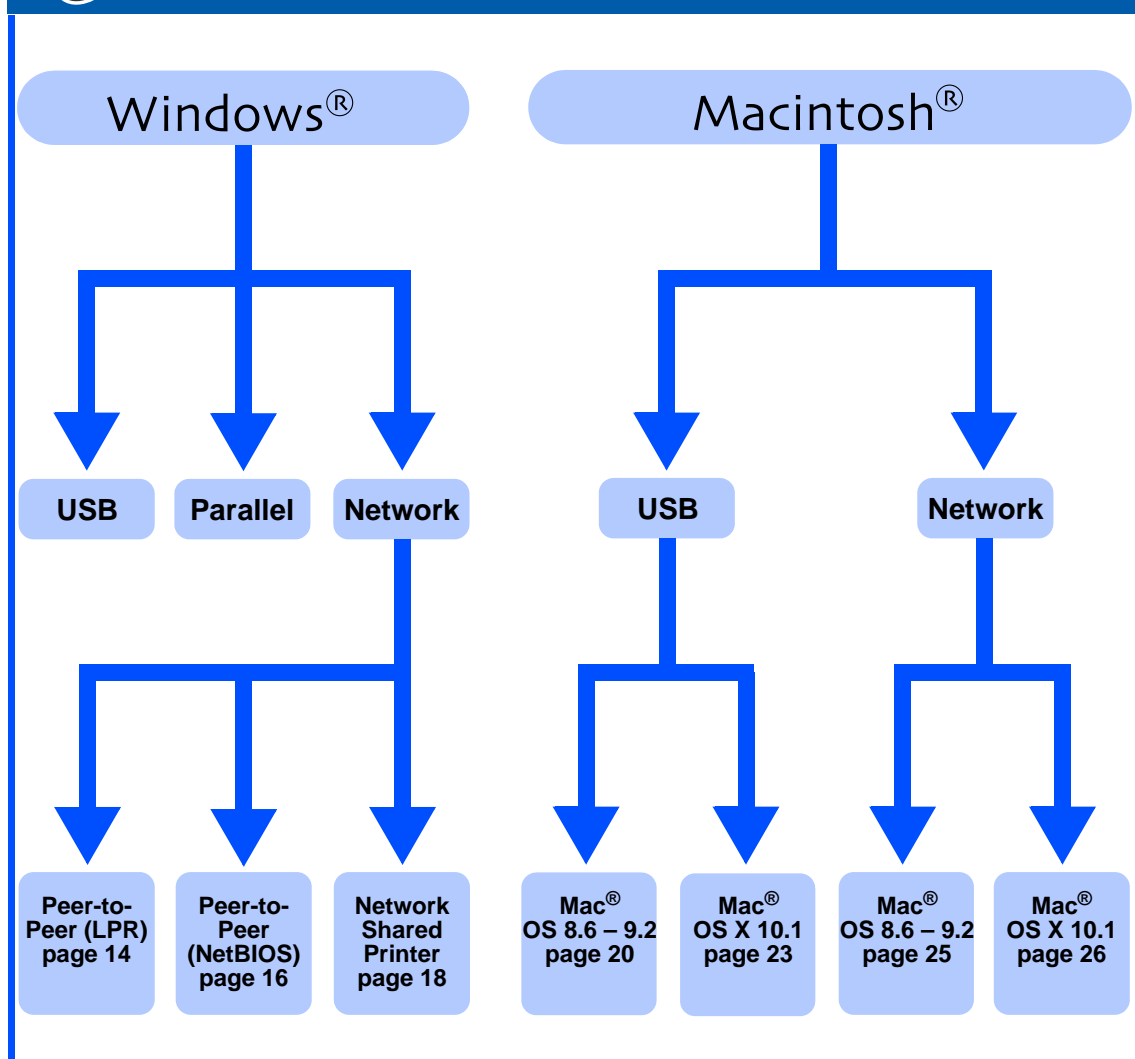 Windows®
Macintosh®
USB
Parallel
Network
USB
Network
Peer-to-
Peer (LPR)
page 14
Peer-to-
Peer
(NetBIOS)
page 16
Network
Shared
Printer
page 18
Mac®
OS 8.6 – 9.2
page 20
Mac®
OS X 10.1
page 23
Mac®
OS 8.6 – 9.2
page 25
Mac®
OS X 10.1
page 26